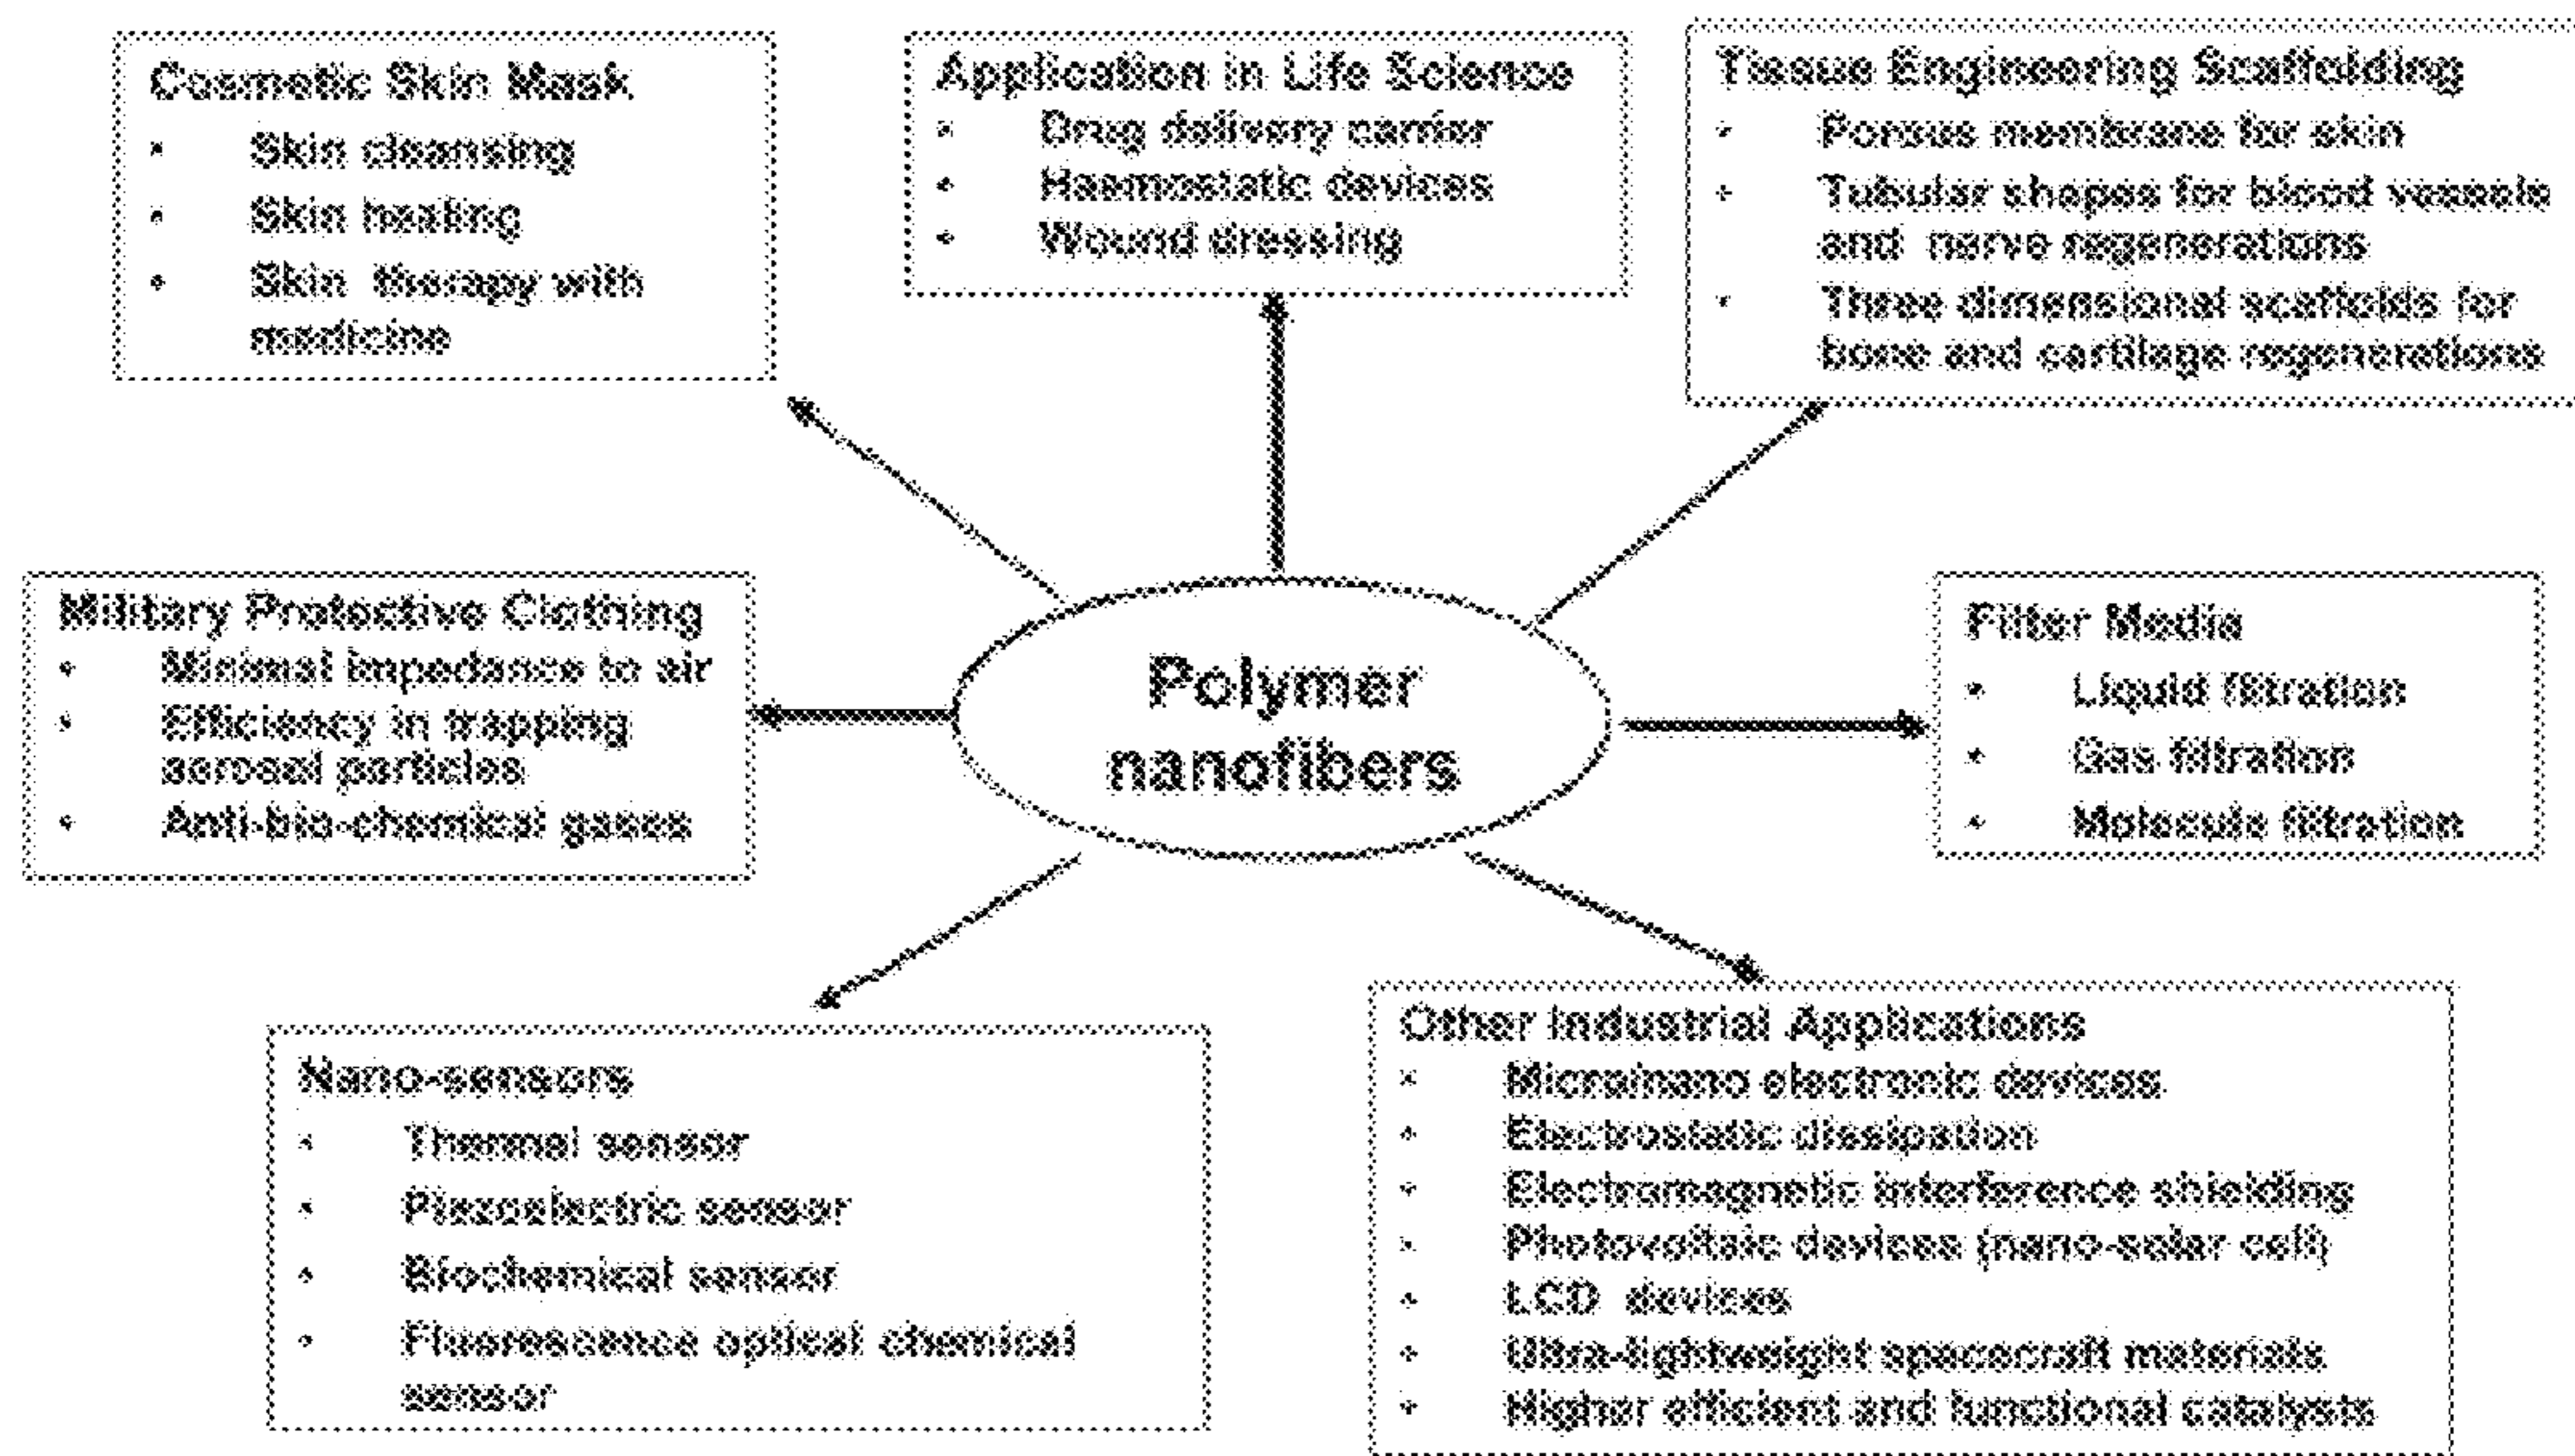 Cosmetic Skin Mask
• Skin cleansing
• Skin healing
• Skin therapy with
medicine
Application in Life Science
• Drug delivery carrier
• Haemostatic devices
• Wound dressing
Tissue Engineering Scaffolding
• Porous membrane for skin
• Tubular shapes for blood vessels
and nerve regenerations
• Three dimensional scaffolds for
bone and cartilage regenerations
Military Protective Clothing
• Minimal impedance to air
• Efficiency in trapping
aerosol particles
• Anti-bio-chemical gases
Polymer
nanofibers
Filter Media
• Liquid filtration
• Gas filtration
• Molecule filtration
Nano-sensors
• Thermal sensor
• Piezoelectric sensor
• Biochemical sensor
• Fluorescence optical chemical
sensor
Other Industrial Applications
• Micro/nano electronic devices
• Electrostatic dissipation
• Electromagnetic interference shielding
• Photovoltaic devices (nano-solar cell)
• LCD devices
• Ultra-lightweight spacecraft materials
• Higher efficient and functional catalysts